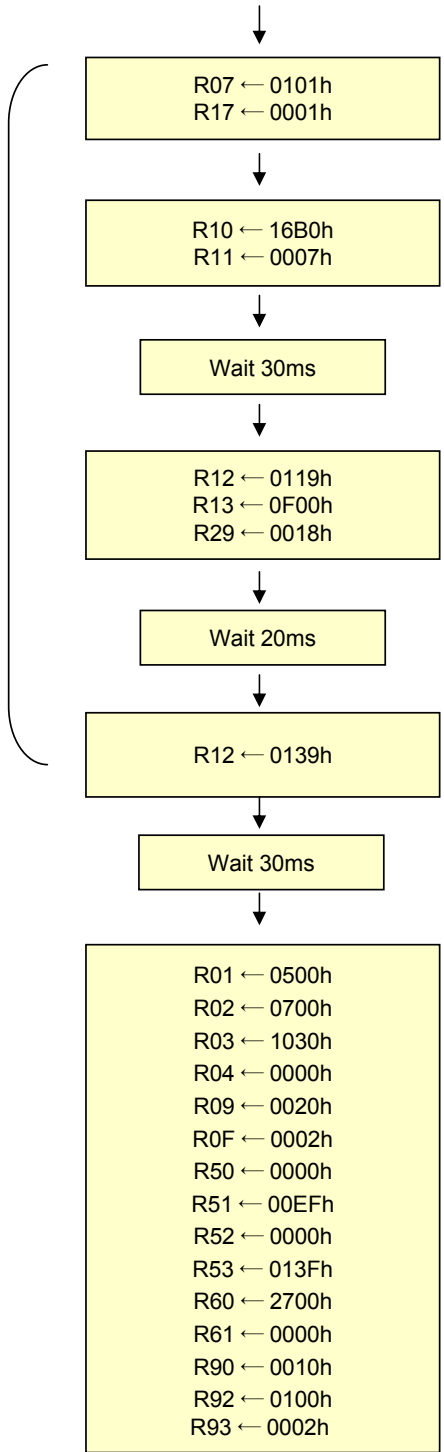 R07 ← 0101h
R17 ← 0001h
R10 ← 16B0h
R11 ← 0007h
Wait 30ms
R12 ← 0119h
R13 ← 0F00h
R29 ← 0018h
Wait 20ms
R12 ← 0139h
Wait 30ms
R01 ← 0500h
R02 ← 0700h
R03 ← 1030h
R04 ← 0000h
R09 ← 0020h
R0F ← 0002h
R50 ← 0000h
R51 ← 00EFh
R52 ← 0000h
R53 ← 013Fh
R60 ← 2700h
R61 ← 0000h
R90 ← 0010h
R92 ← 0100h
R93 ← 0002h